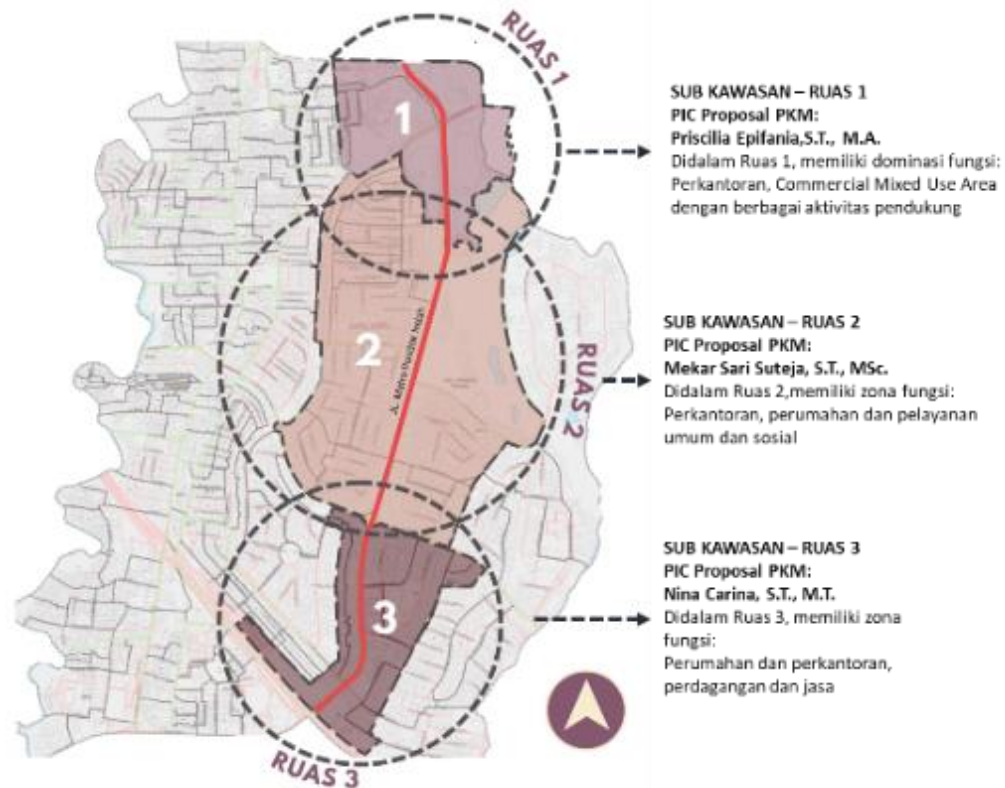 RUAS 1
1
SUB KAWASAN – RUAS 1
PIC Proposal PKM:
Priscilia Epifania,S.T., M.A.
Didalam Ruas 1, memiliki dominasi fungsi:
Perkantoran, Commercial Mixed Use Area
dengan berbagai aktivitas pendukung
2
JL. Metro Pondok Indah
RUAS 2
SUB KAWASAN – RUAS 2
PIC Proposal PKM:
Mekar Sari Suteja, S.T., MSc.
Didalam Ruas 2,memiliki zona fungsi:
Perkantoran, perumahan dan pelayanan
umum dan sosial
3
RUAS 3
SUB KAWASAN – RUAS 3
PIC Proposal PKM:
Nina Carina, S.T., M.T.
Didalam Ruas 3, memiliki zona
fungsi:
Perumahan dan perkantoran,
perdagangan dan jasa